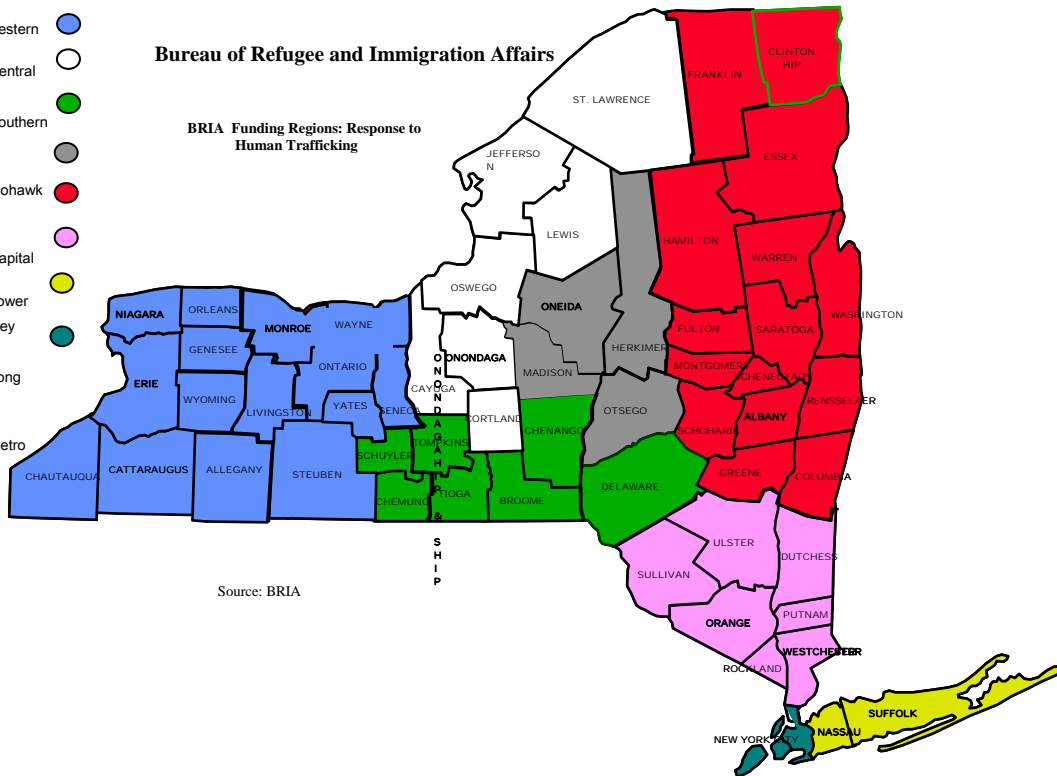 estern
entral
outhern
ohawk
apital
ower
ey
ong
etro
Bureau of Refugee and Immigration Affairs
BRIA Funding Regions: Response to
Human Trafficking
CLINTON
HIP
FRANKLIN
ST. LAWRENCE
JEFFERSO
N
ESSEX
LEWIS
HAMILTON
WARREN
OSWEGO
ONEIDA
WASHINGTON
NIAGARA
ORLEANS
MONROE
WAYNE
FULTON
SARATOGA
GENESEE
HERKIMER
ONONDAGA
ONTARIO
MADISON
MONTGOMERY
SCHENECTADY
ERIE
CAYUGA
WYOMING
LIVINGSTON
YATES
SENECA
CORTLAND
OTSEGO
ALBANY
RENSSELAER
CHENANGO
SCHOHARIE
TOMPKINS
SCHUYLER
CHAUTAUQUA
CATTARAUGUS
ALLEGANY
STEUBEN
GREENE
COLUMBIA
CHEMUNG
TIOGA
BROOME
DELAWARE
O
N
O
N
D
A
G
A
H
I
P
&
S
H
I
P
ULSTER
DUTCHESS
SULLIVAN
Source: BRIA
PUTNAM
ORANGE
WESTCHESTER
ROCKLAND
SUFFOLK
NASSAU
NEW YORK CITY